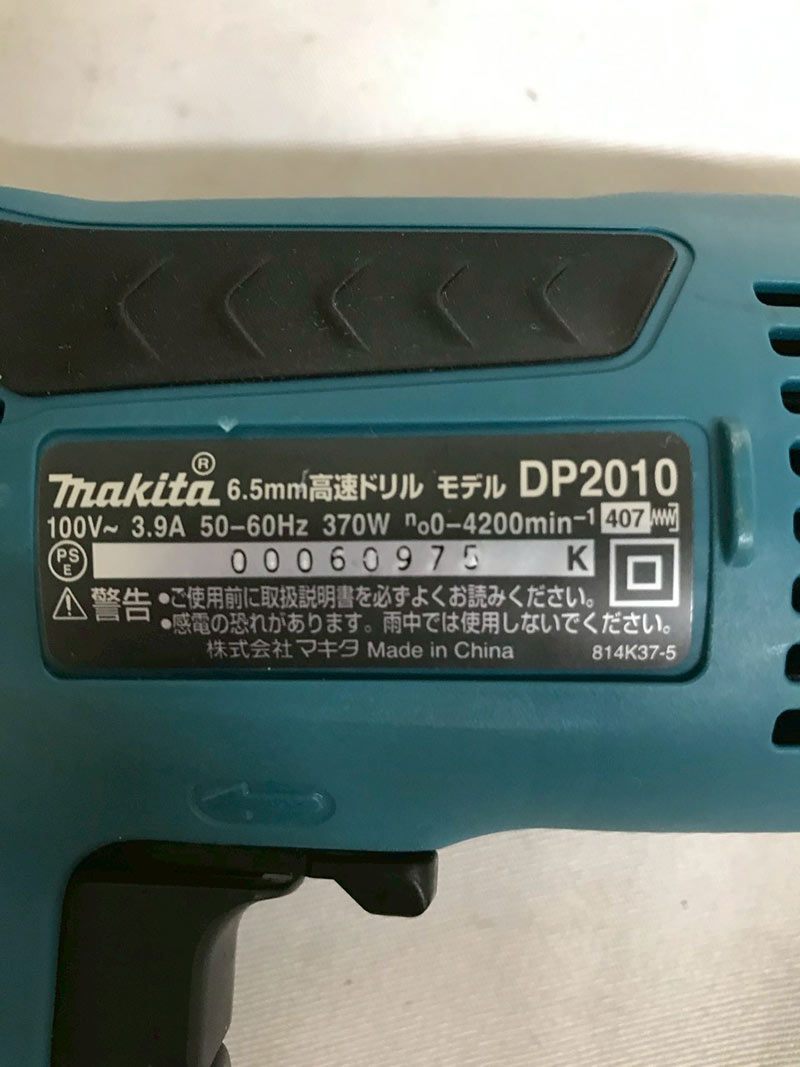 makita® 6.5mm高速ドリル モデル DP2010
100V~ 3.9A 50-60Hz 370W n₀0-4200min⁻¹ 407
PSE 00060975 K
警告 •ご使用前に取扱説明書を必ずよくお読みください。
•感電の恐れがあります。雨中では使用しないでください。
株式会社マキタ Made in China 814K37-5